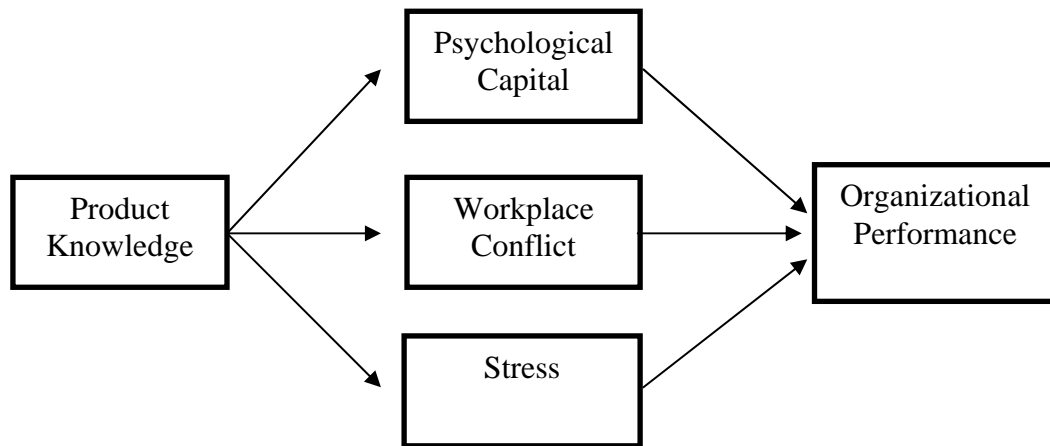 Psychological
Capital
Product
Knowledge
Workplace
Conflict
Organizational
Performance
Stress